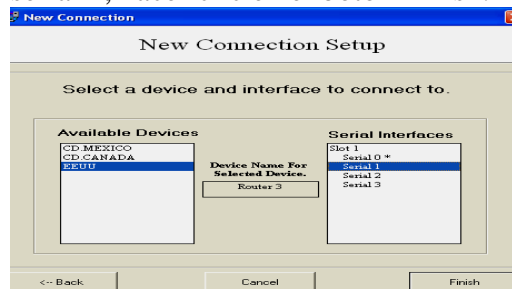 New Connection
New Connection Setup
Select a device and interface to connect to.
Available Devices
CD.MEXICO
CD.CANADA
EEUU
Device Name For
Selected Device.
Router 3
Serial Interfaces
Slot 1
Serial 0 *
Serial 1
Serial 2
Serial 3
<-- Back
Cancel
Finish